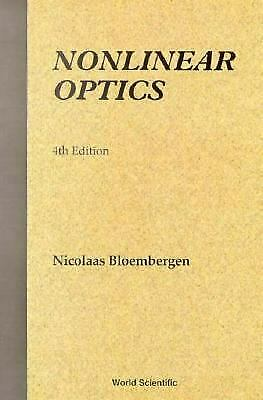 NONLINEAR
OPTICS
4th Edition
Nicolaas Bloembergen
World Scientific